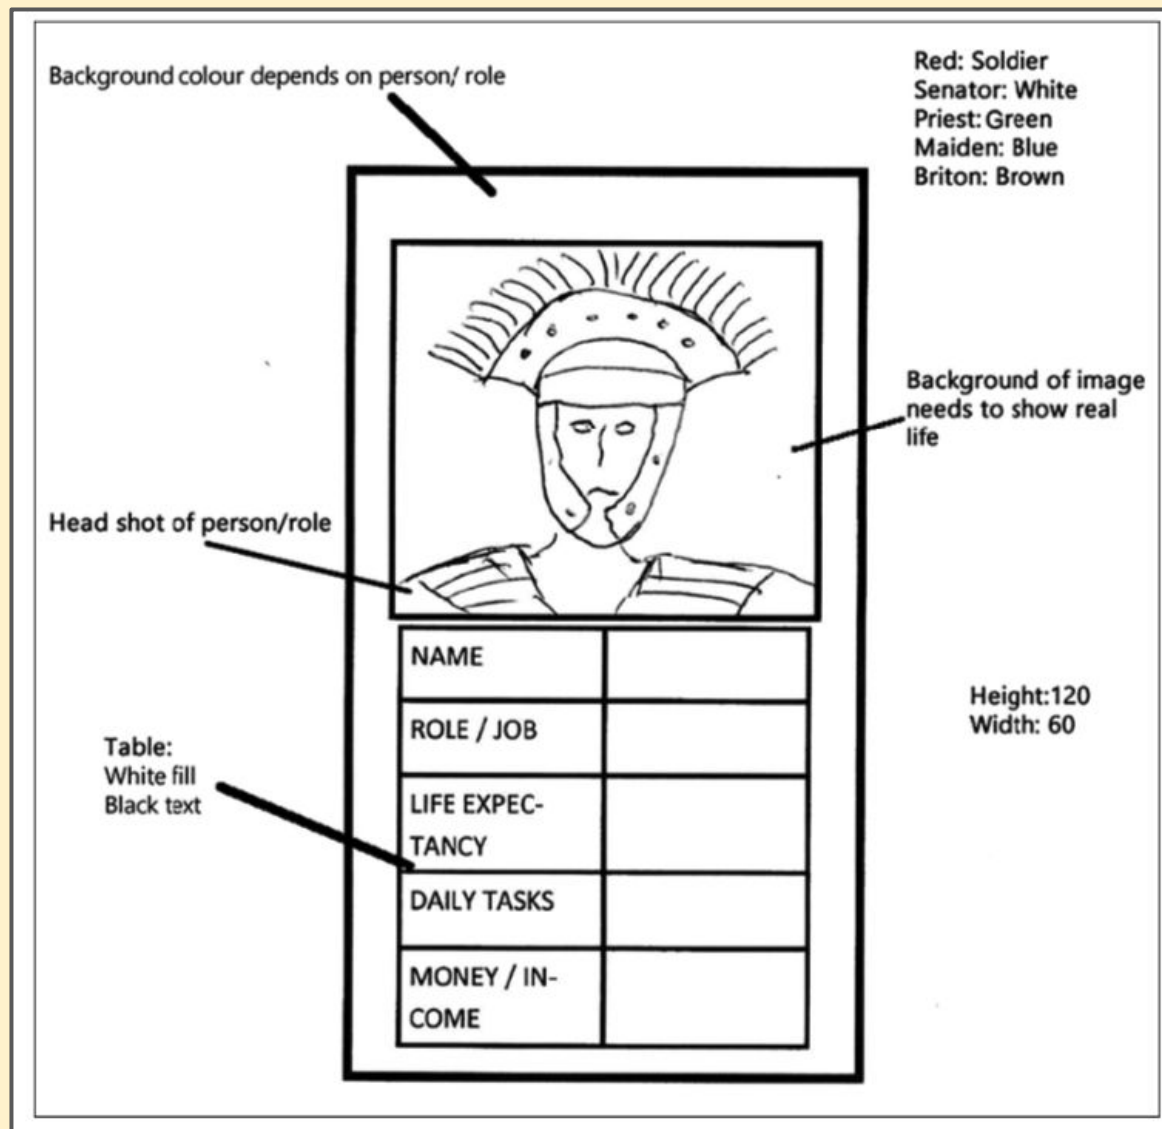 Background colour depends on person/ role
Red: Soldier
Senator: White
Priest: Green
Maiden: Blue
Briton: Brown
Background of image
needs to show real
life
Head shot of person/role
NAME
ROLE / JOB
LIFE EXPEC-
TANCY
DAILY TASKS
MONEY / IN-
COME
Table:
White fill
Black text
Height:120
Width: 60